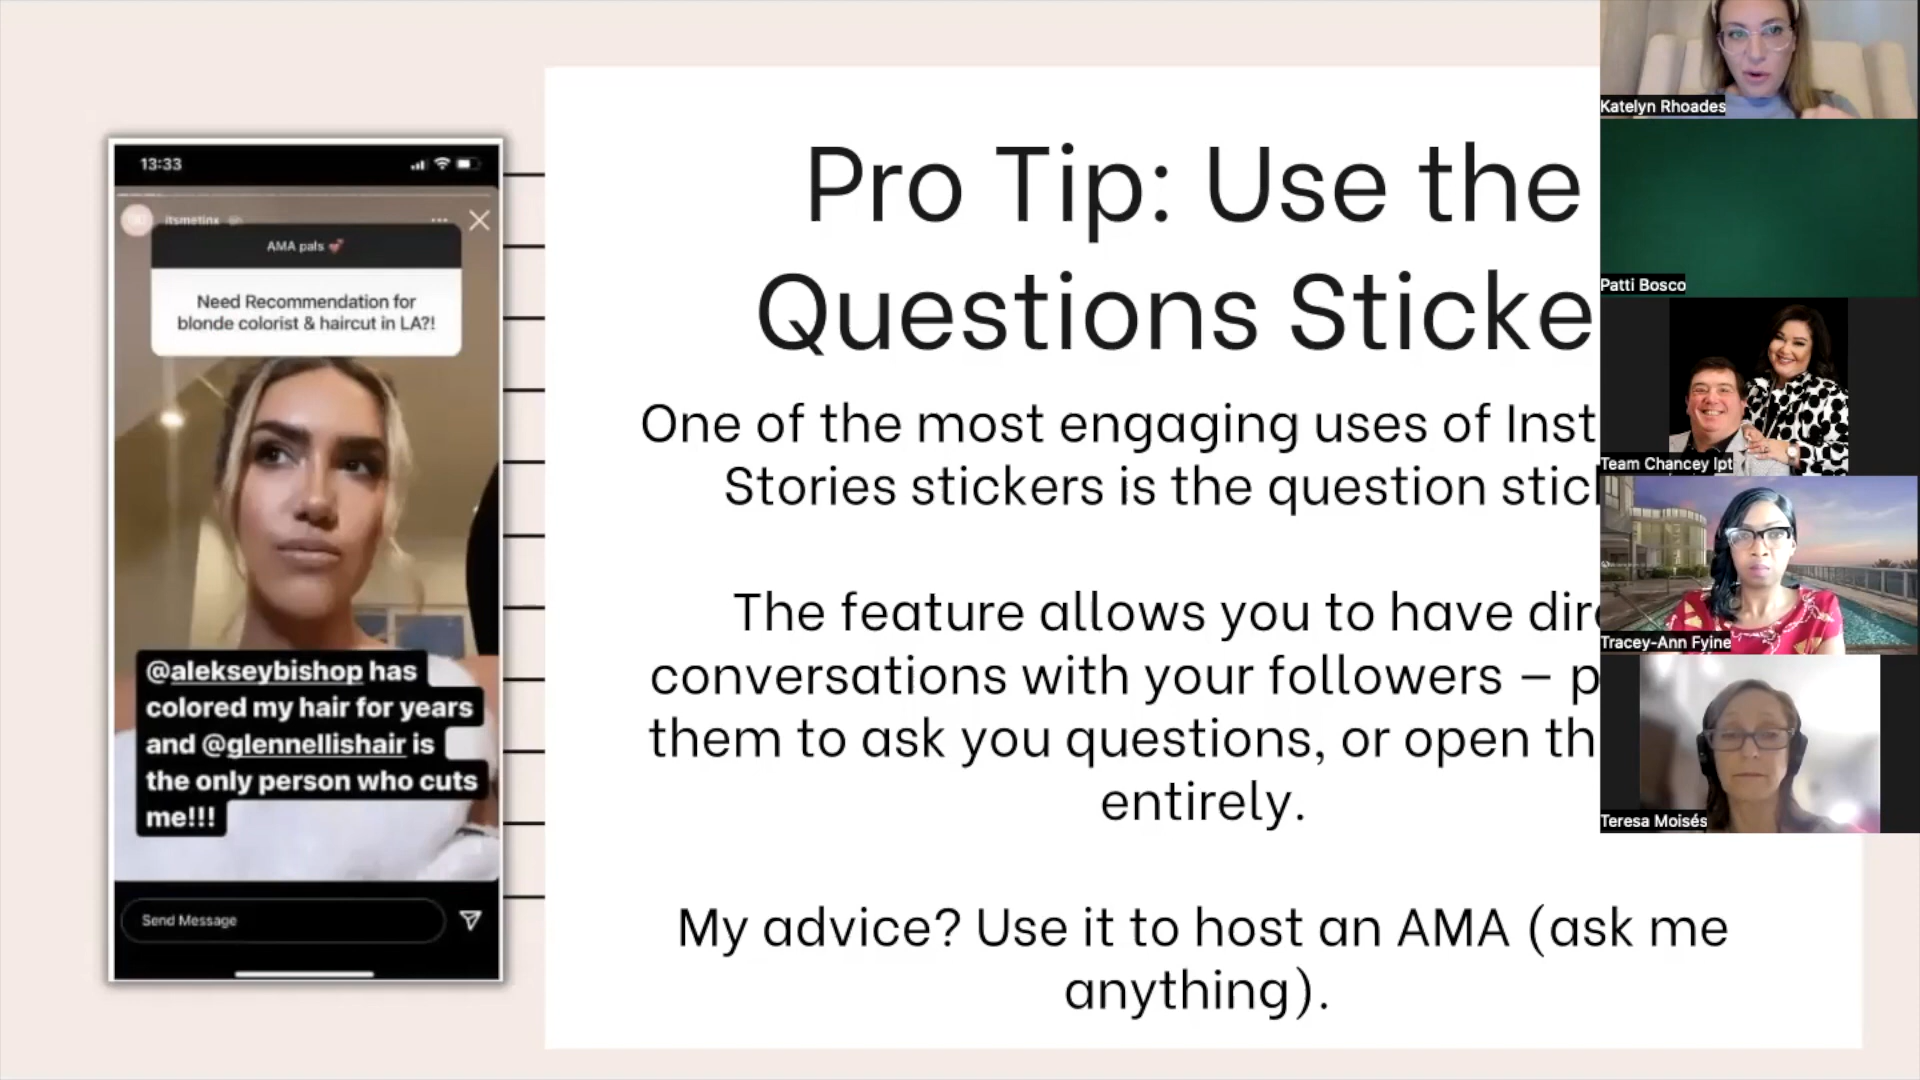 13:33
itsmetinx
AMA pals 💕
Need Recommendation for
blonde colorist & haircut in LA?!
@alekseybishop has
colored my hair for years
and @glennellishair is
the only person who cuts
me!!!
Send Message
Pro Tip: Use the
Questions Sticke
One of the most engaging uses of Inst
Stories stickers is the question stic
The feature allows you to have dir
conversations with your followers – p
them to ask you questions, or open th
entirely.
My advice? Use it to host an AMA (ask me
anything).
Katelyn Rhoades
Patti Bosco
Team Chancey Ipt
Tracey-Ann Fyine
Teresa Moisés